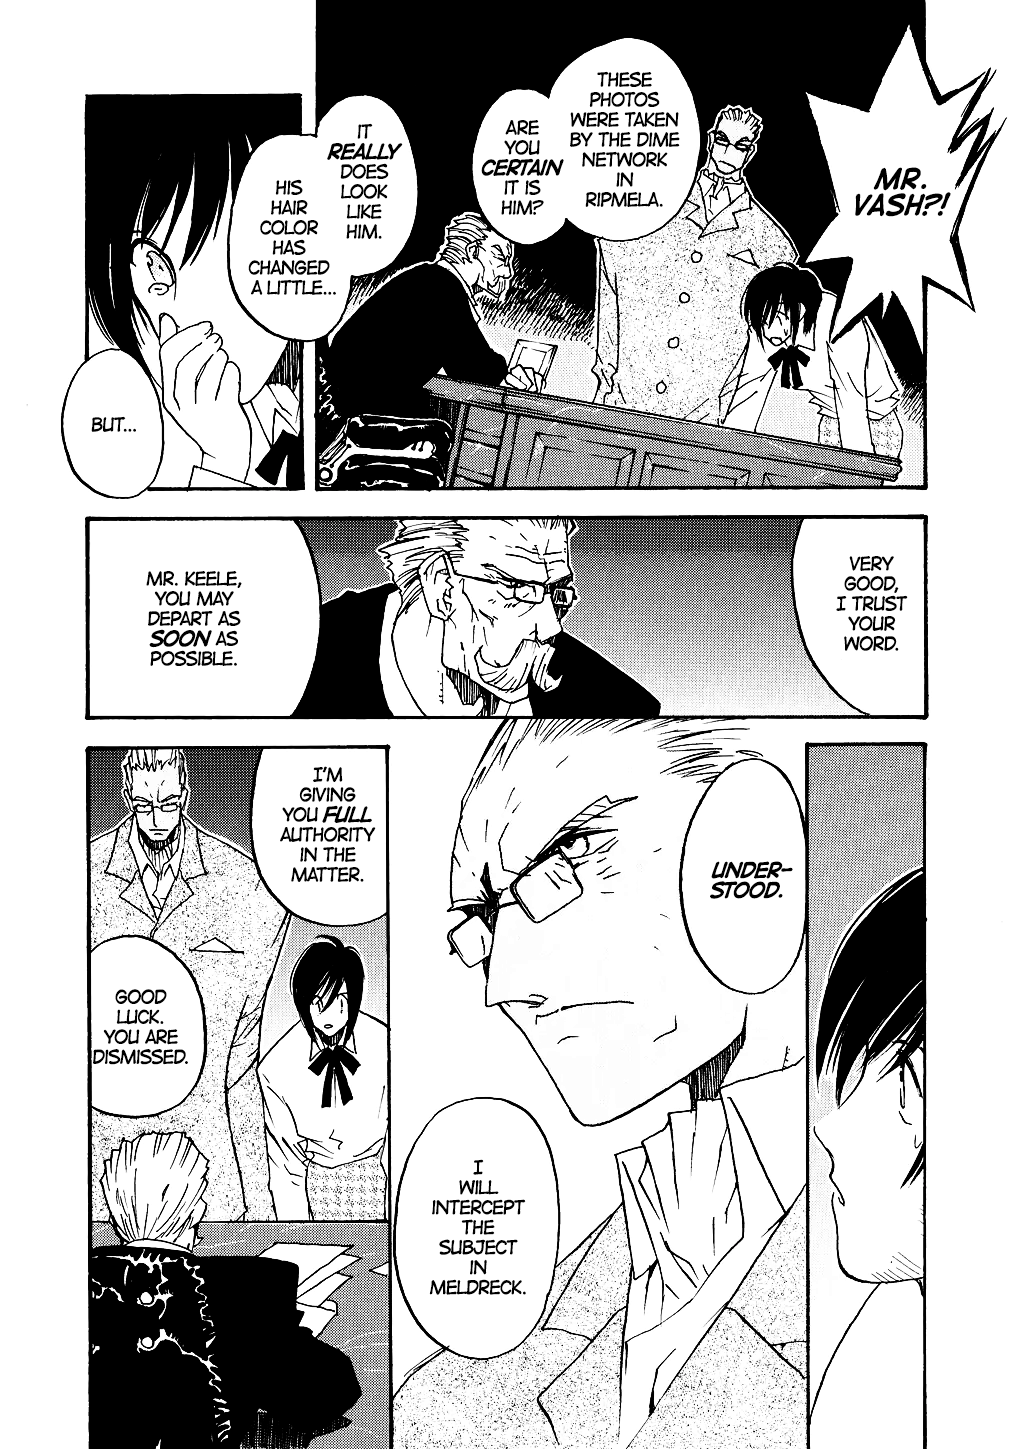 MR.
VASH?!
THESE
PHOTOS
WERE TAKEN
BY THE DIME
NETWORK
IN
RIPMELA.
ARE
YOU
CERTAIN
IT IS
HIM?
IT
REALLY
DOES
LOOK
LIKE
HIM.
HIS
HAIR
COLOR
HAS
CHANGED
A LITTLE...
BUT...
VERY
GOOD,
I TRUST
YOUR
WORD.
MR. KEELE,
YOU MAY
DEPART AS
SOON AS
POSSIBLE.
UNDER-
STOOD.
I
WILL
INTERCEPT
THE
SUBJECT
IN
MELDRECK.
I'M
GIVING
YOU FULL
AUTHORITY
IN THE
MATTER.
GOOD
LUCK.
YOU ARE
DISMISSED.